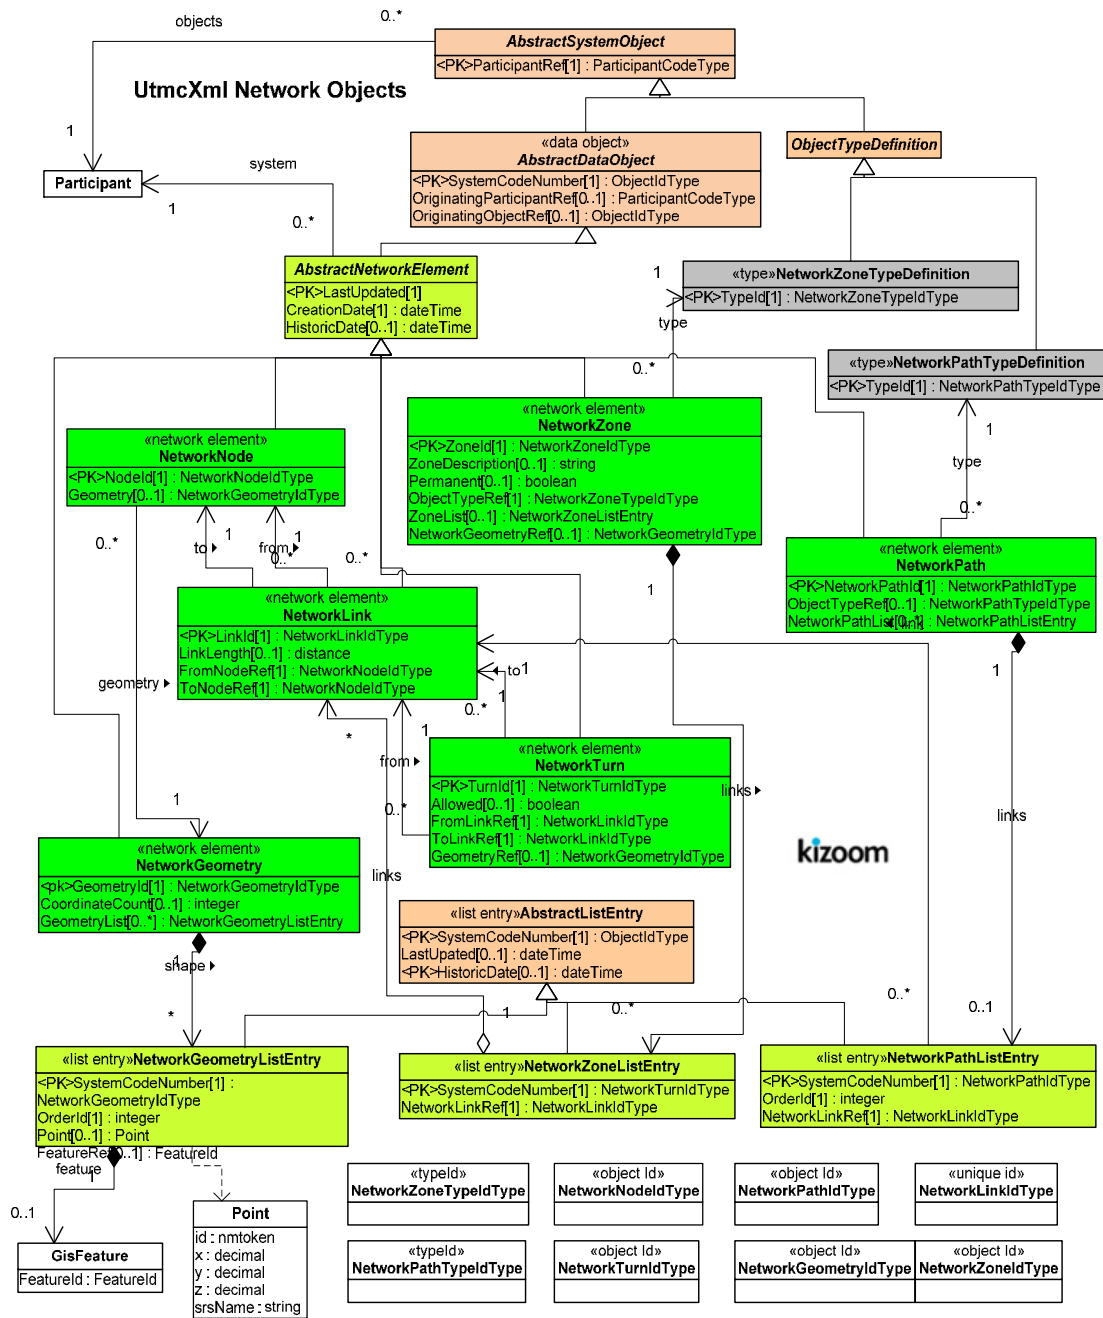 objects
0..*
AbstractSystemObject
<PK>ParticipantRef[1] : ParticipantCodeType
UtmcXml Network Objects
1
«data object»
AbstractDataObject
<PK>SystemCodeNumber[1] : ObjectIdType
OriginatingParticipantRef[0..1] : ParticipantCodeType
OriginatingObjectRef[0..1] : ObjectIdType
ObjectTypeDefinition
Participant
system
1
0..*
AbstractNetworkElement
<PK>LastUpdated[1]
CreationDate[1] : dateTime
HistoricDate[0..1] : dateTime
1
«type»NetworkZoneTypeDefinition
<PK>TypeId[1] : NetworkZoneTypeIdType
type
0..*
«type»NetworkPathTypeDefinition
<PK>TypeId[1] : NetworkPathTypeIdType
1
type
0..*
«network element»
NetworkNode
<PK>NodeId[1] : NetworkNodeIdType
Geometry[0..1] : NetworkGeometryIdType
«network element»
NetworkZone
<PK>ZoneId[1] : NetworkZoneIdType
ZoneDescription[0..1] : string
Permanent[0..1] : boolean
ObjectTypeRef[1] : NetworkZoneTypeIdType
ZoneList[0..1] : NetworkZoneListEntry
NetworkGeometryRef[0..1] : NetworkGeometryIdType
0..*
to
1
from
1
0..*
0..*
1
«network element»
NetworkPath
<PK>NetworkPathId[1] : NetworkPathIdType
ObjectTypeRef[0..1] : NetworkPathTypeIdType
NetworkPathList[0..1] : NetworkPathListEntry
link
«network element»
NetworkLink
<PK>LinkId[1] : NetworkLinkIdType
LinkLength[0..1] : distance
FromNodeRef[1] : NetworkNodeIdType
ToNodeRef[1] : NetworkNodeIdType
geometry
to
1
1
0..*
1
*
1
from
0..*
«network element»
NetworkTurn
<PK>TurnId[1] : NetworkTurnIdType
Allowed[0..1] : boolean
FromLinkRef[1] : NetworkLinkIdType
ToLinkRef[1] : NetworkLinkIdType
GeometryRef[0..1] : NetworkGeometryIdType
links
links
kizoom
1
«network element»
NetworkGeometry
<pk>GeometryId[1] : NetworkGeometryIdType
CoordinateCount[0..1] : integer
GeometryList[0..*] : NetworkGeometryListEntry
links
«list entry»AbstractListEntry
<PK>SystemCodeNumber[1] : ObjectIdType
LastUpated[0..1] : dateTime
<PK>HistoricDate[0..1] : dateTime
1
shape
*
1
0..*
0..*
0..1
«list entry»NetworkGeometryListEntry
<PK>SystemCodeNumber[1] :
NetworkGeometryIdType
OrderId[1] : integer
Point[0..1] : Point
FeatureRef[0..1] : FeatureId
«list entry»NetworkZoneListEntry
<PK>SystemCodeNumber[1] : NetworkTurnIdType
NetworkLinkRef[1] : NetworkLinkIdType
«list entry»NetworkPathListEntry
<PK>SystemCodeNumber[1] : NetworkPathIdType
OrderId[1] : integer
NetworkLinkRef[1] : NetworkLinkIdType
feature
1
0..1
GisFeature
FeatureId : FeatureId
Point
id : nmtoken
x : decimal
y : decimal
z : decimal
srsName : string
«typeId»
NetworkZoneTypeIdType
«object Id»
NetworkNodeIdType
«object Id»
NetworkPathIdType
«unique id»
NetworkLinkIdType
«typeId»
NetworkPathTypeIdType
«object Id»
NetworkTurnIdType
«object Id»
NetworkGeometryIdType
«object Id»
NetworkZoneIdType